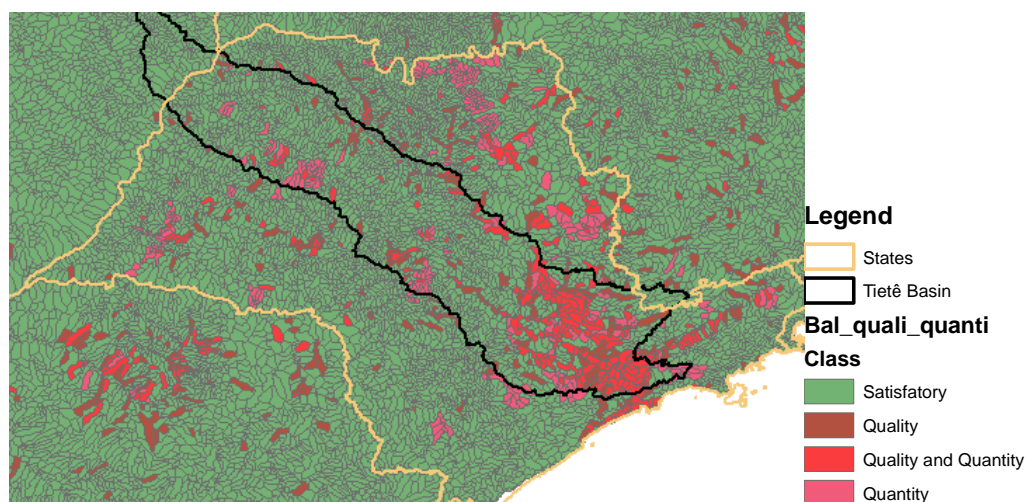 Legend
States
Tietê Basin
Bal_quali_quanti
Class
Satisfatory
Quality
Quality and Quantity
Quantity